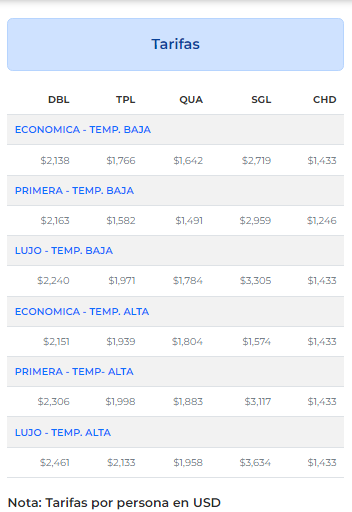 Tarifas
DBL TPL QUA SGL CHD
ECONOMICA - TEMP. BAJA
$2,138 $1,766 $1,642 $2,719 $1,433
PRIMERA - TEMP. BAJA
$2,163 $1,582 $1,491 $2,959 $1,246
LUJO - TEMP. BAJA
$2,240 $1,971 $1,784 $3,305 $1,433
ECONOMICA - TEMP. ALTA
$2,151 $1,939 $1,804 $1,574 $1,433
PRIMERA - TEMP- ALTA
$2,306 $1,998 $1,883 $3,117 $1,433
LUJO - TEMP. ALTA
$2,461 $2,133 $1,958 $3,634 $1,433
Nota: Tarifas por persona en USD